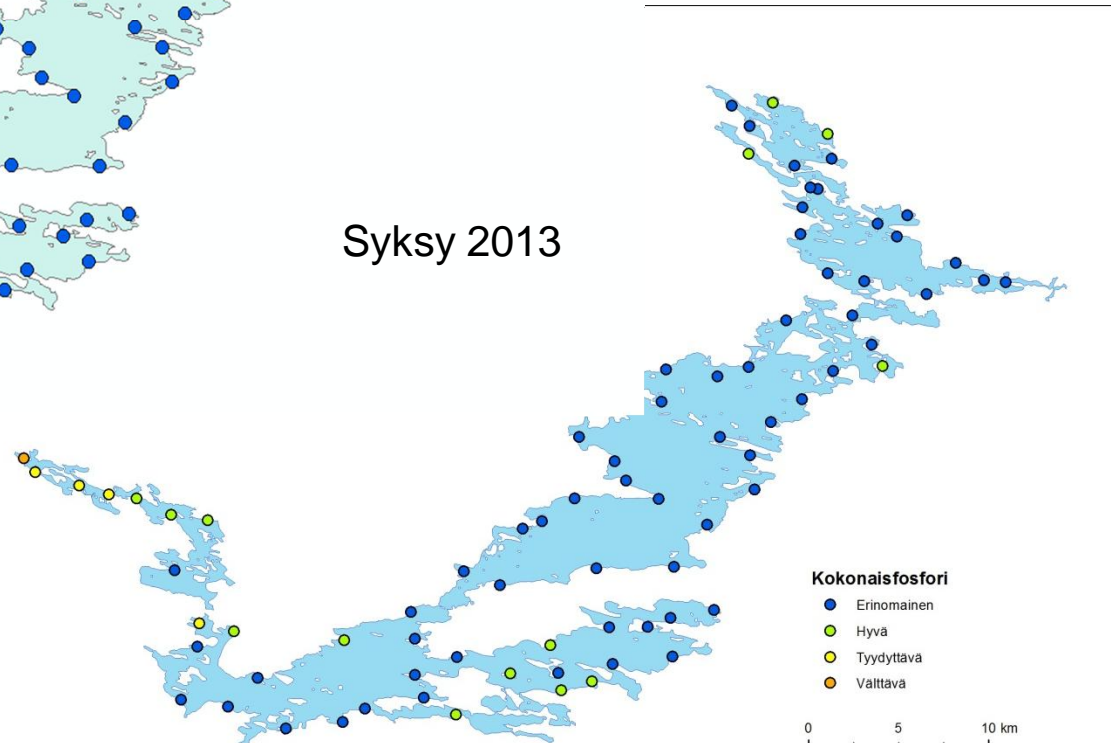 Syksy 2013
Kokonaisfosfori
Erinomainen
Hyvä
Tyydyttävä
Välttävä
0 5 10 km